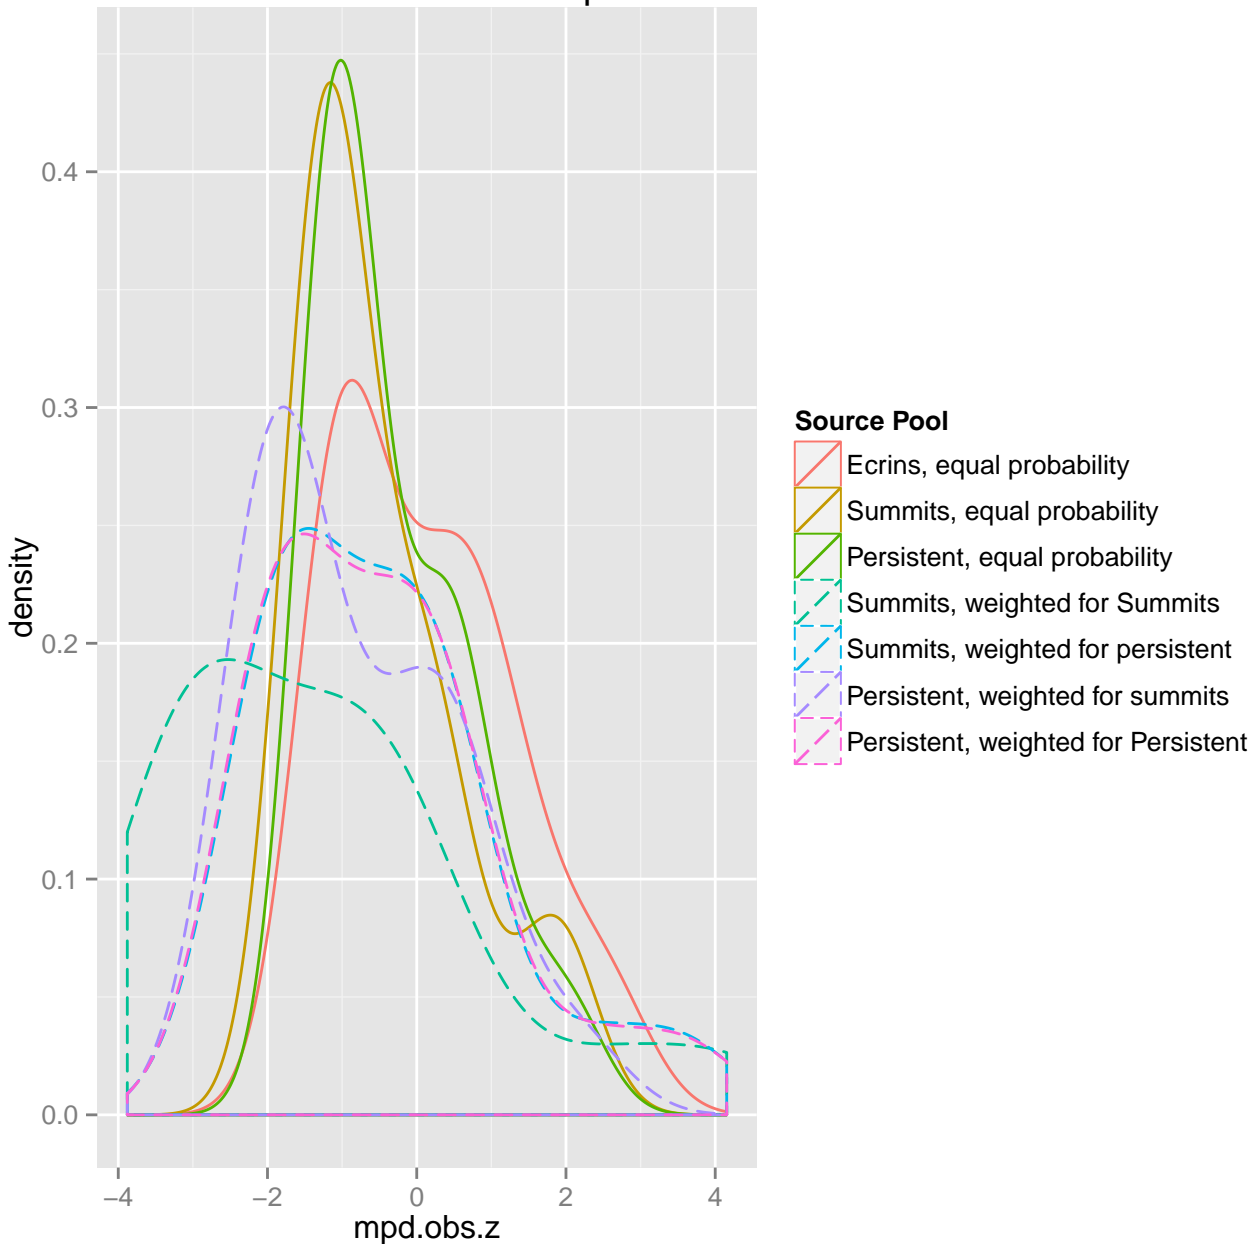 density
0.4
0.3
0.2
0.1
0.0
−4 −2 0 2 4
mpd.obs.z
Source Pool
Ecrins, equal probability
Summits, equal probability
Persistent, equal probability
Summits, weighted for Summits
Summits, weighted for persistent
Persistent, weighted for summits
Persistent, weighted for Persistent